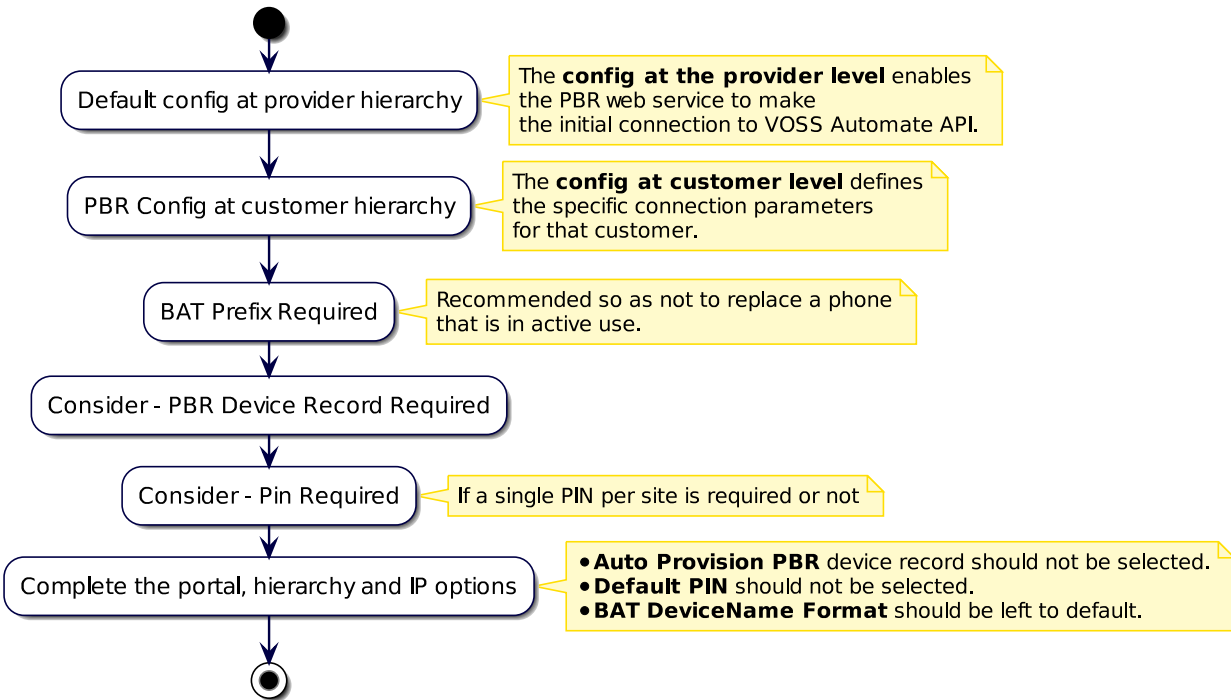 Default config at provider hierarchy
The config at the provider level enables
the PBR web service to make
the initial connection to VOSS Automate API.
PBR Config at customer hierarchy
The config at customer level defines
the specific connection parameters
for that customer.
BAT Prefix Required
Recommended so as not to replace a phone
that is in active use.
Consider - PBR Device Record Required
Consider - Pin Required
If a single PIN per site is required or not
Complete the portal, hierarchy and IP options
• Auto Provision PBR device record should not be selected.
• Default PIN should not be selected.
• BAT DeviceName Format should be left to default.